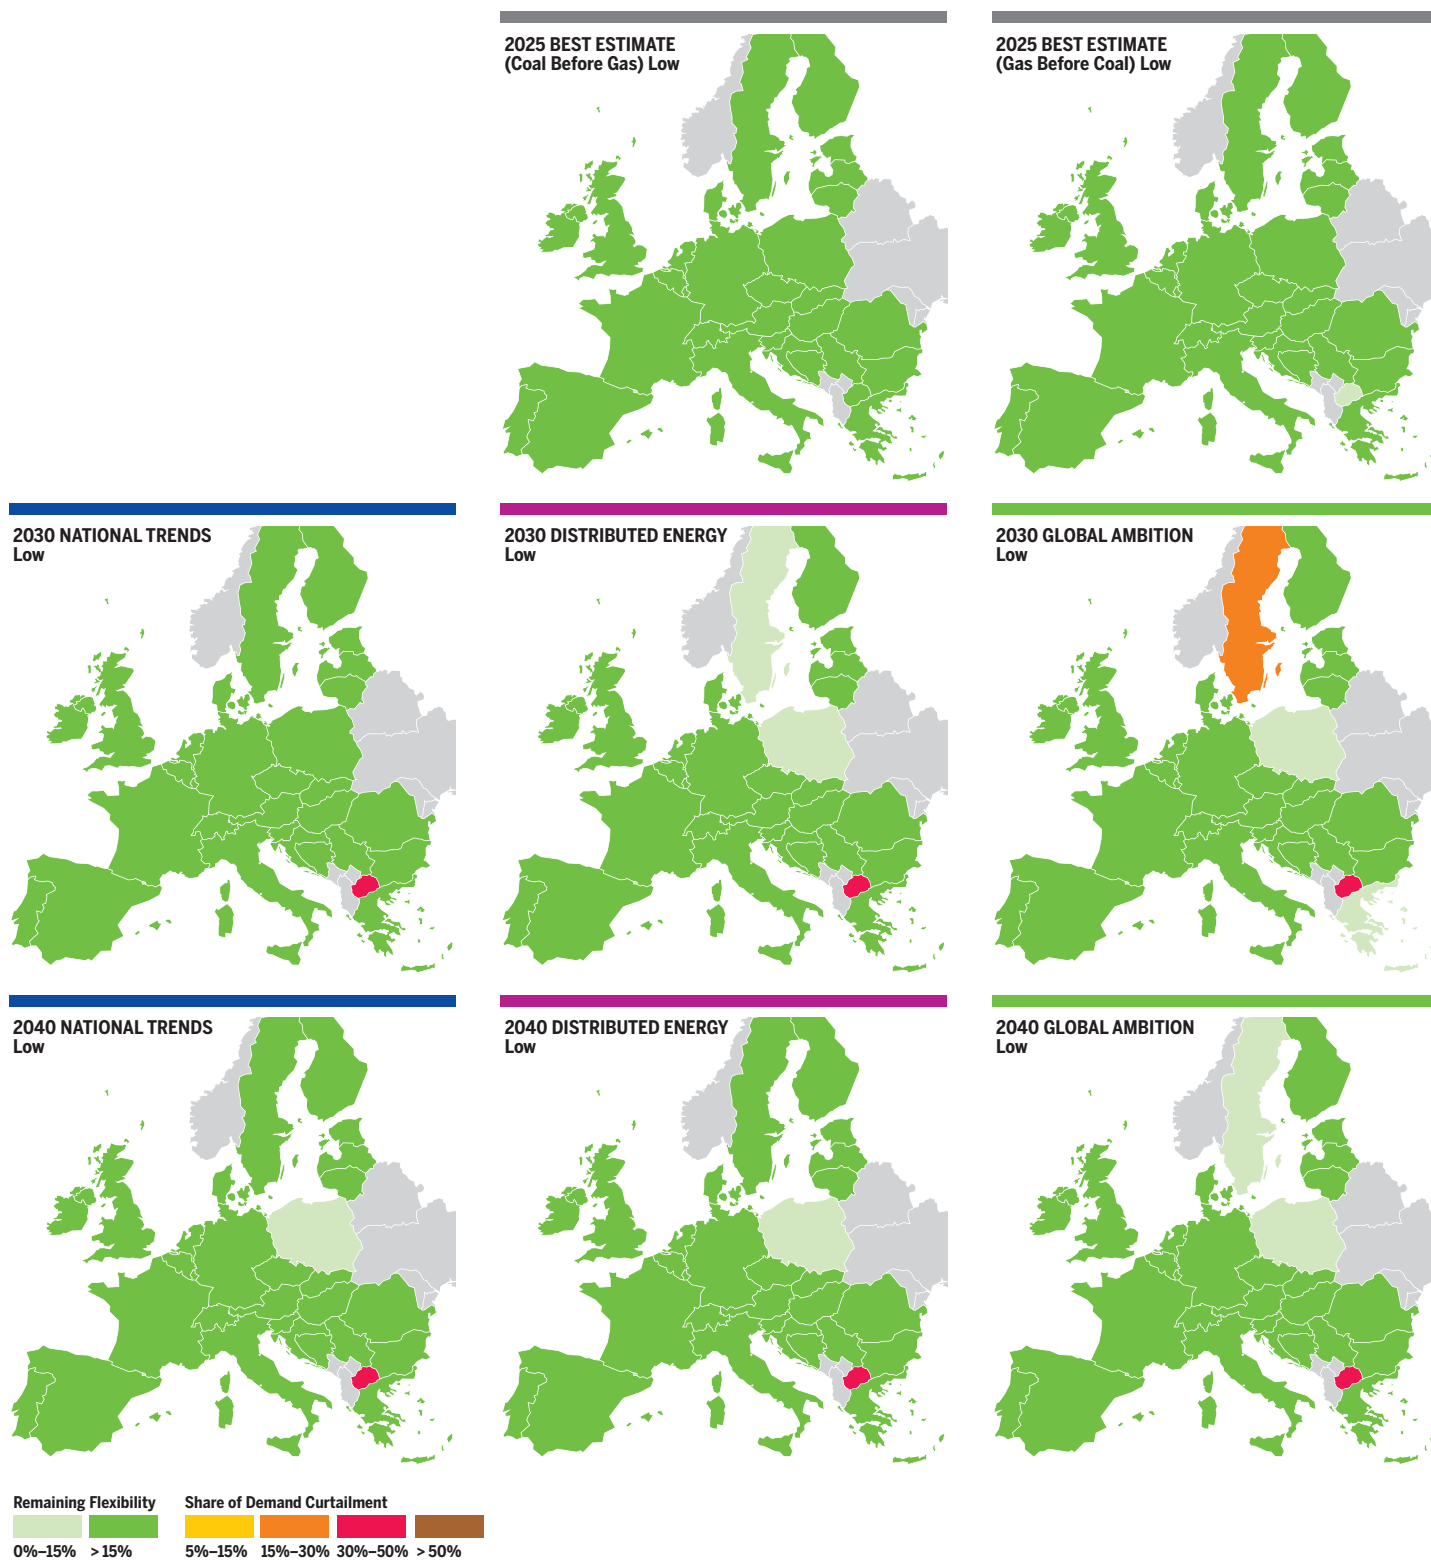 2025 BEST ESTIMATE
(Coal Before Gas) Low
2025 BEST ESTIMATE
(Gas Before Coal) Low
2030 NATIONAL TRENDS
Low
2030 DISTRIBUTED ENERGY
Low
2030 GLOBAL AMBITION
Low
2040 NATIONAL TRENDS
Low
2040 DISTRIBUTED ENERGY
Low
2040 GLOBAL AMBITION
Low
Remaining Flexibility
0%–15% > 15%
Share of Demand Curtailment
5%–15% 15%–30% 30%–50% > 50%